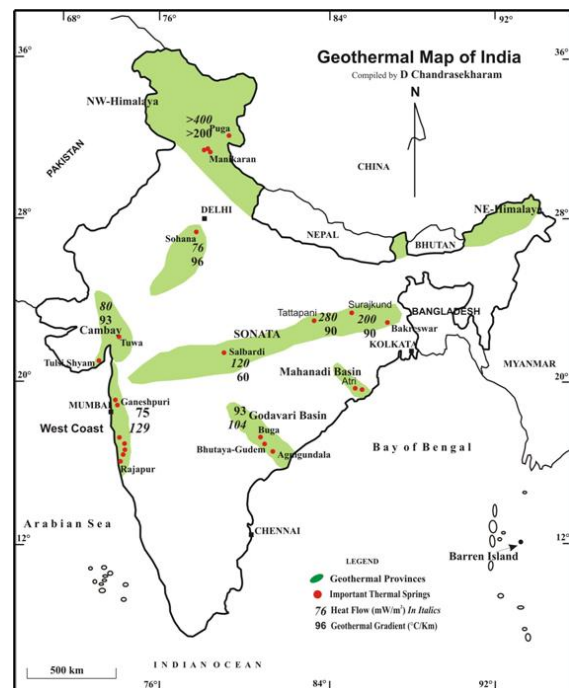 68°
76°
84°
92°
36°
36°
Geothermal Map of India
Compiled by D Chandrasekharam
N
NW-Himalaya
>400
Puga
>200
Manikaran
PAKISTAN
CHINA
28°
28°
DELHI
NEPAL
BHUTAN
NE-Himalaya
Sohana
76
96
80
93
Cambay
Tuwa
Tulsi Shyam
SONATA
Tattapani
280
90
Surajkund
200
90
Bakreswar
BANGLADESH
KOLKATA
Salbardi
120
60
MYANMAR
20°
20°
Mahanadi Basin
Atri
MUMBAI
Ganeshpuri
75
129
West Coast
Rajapur
93
104
Godavari Basin
Buga
Bhutaya-Gudem
Agnigundala
Bay of Bengal
Arabian Sea
CHENNAI
12°
12°
Barren Island
LEGEND
Geothermal Provinces
Important Thermal Springs
76 Heat Flow (mW/m²) In Italics
96 Geothermal Gradient (°C/Km)
500 km
INDIAN OCEAN
76°
84°
92°